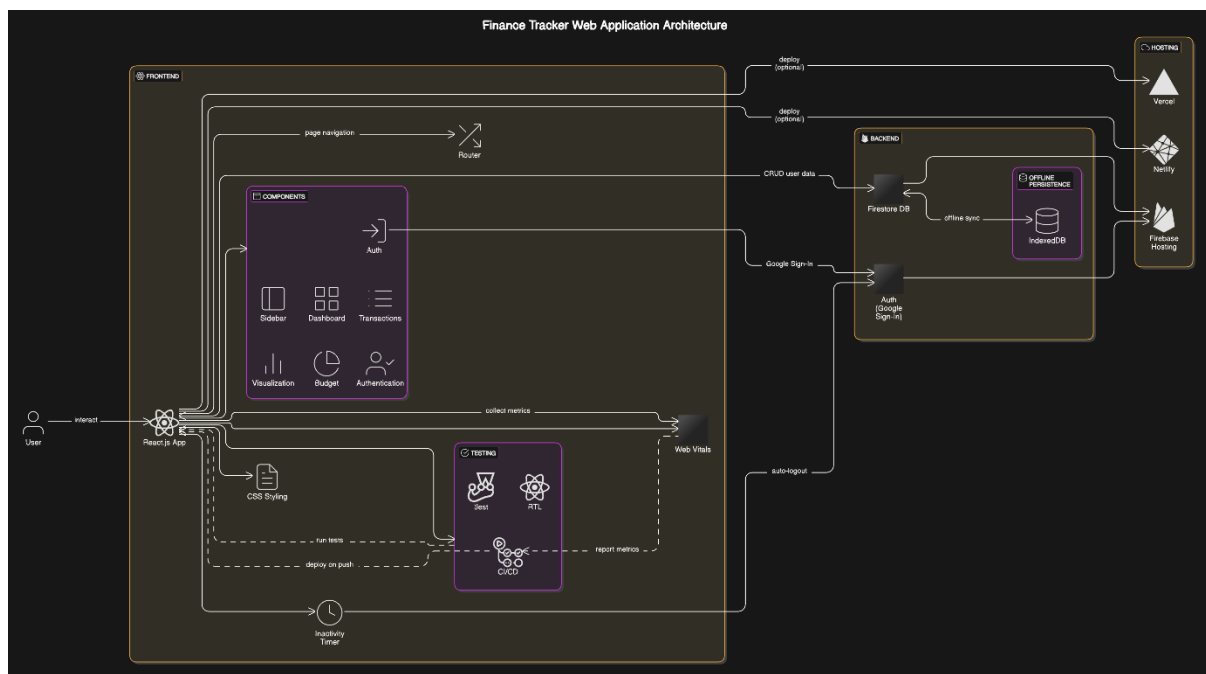 Finance Tracker Web Application Architecture
HOSTING
deploy
(optional)
FRONTEND
Vercel
deploy
(optional)
page navigation
BACKEND
Router
Netlify
CRUD user data
OFFLINE
PERSISTENCE
COMPONENTS
Firestore DB
offline sync
IndexedDB
Firebase
Hosting
Auth
Google Sign-In
Auth
(Google
Sign-In)
Sidebar
Dashboard
Transactions
Visualization
Budget
Authentication
collect metrics
interact
User
React.js App
Web Vitals
TESTING
auto-logout
CSS Styling
Jest
RTL
run tests
report metrics
deploy on push
CI/CD
Inactivity
Timer